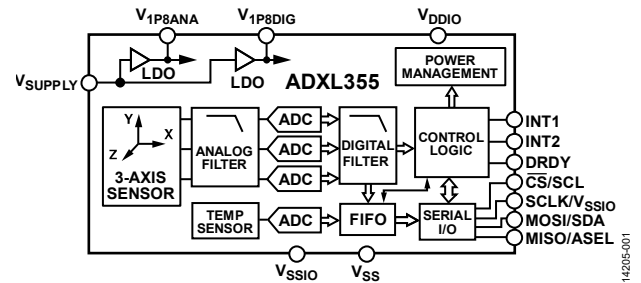 V1P8ANA
V1P8DIG
VDDIO
VSUPPLY
LDO
LDO
ADXL355
POWER
MANAGEMENT
Y
X
Z
3-AXIS
SENSOR
ANALOG
FILTER
ADC
ADC
ADC
DIGITAL
FILTER
CONTROL
LOGIC
INT1
INT2
DRDY
CS/SCL
SCLK/VSSIO
MOSI/SDA
MISO/ASEL
TEMP
SENSOR
ADC
FIFO
SERIAL
I/O
VSSIO
VSS
14205-001